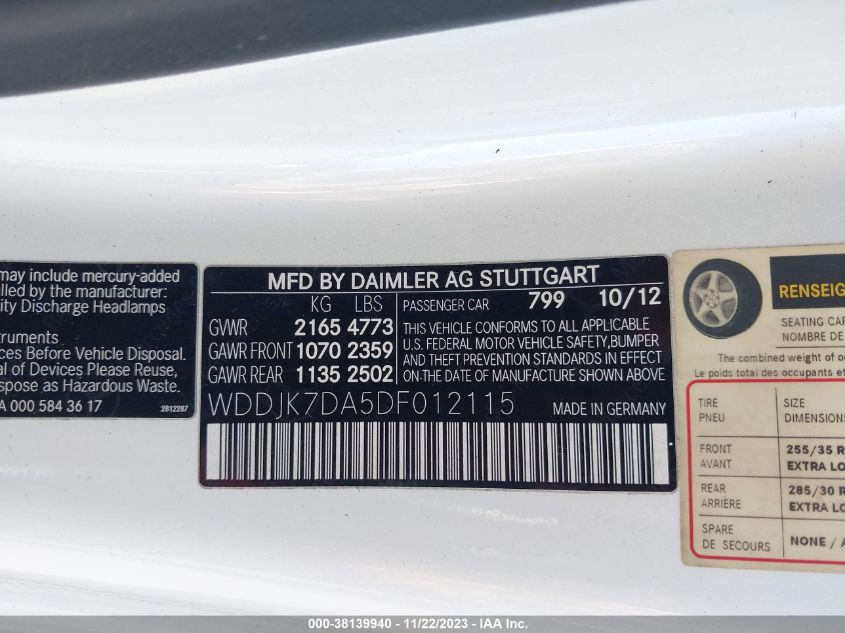 may include mercury-added
lled by the manufacturer:
ity Discharge Headlamps
nstruments
ces Before Vehicle Disposal.
al of Devices Please Reuse,
ispose as Hazardous Waste.
A 000 584 36 17
2812287
MFD BY DAIMLER AG STUTTGART
KG LBS
GVWR 2165 4773
GAWR FRONT 1070 2359
GAWR REAR 1135 2502
PASSENGER CAR 799 10/12
THIS VEHICLE CONFORMS TO ALL APPLICABLE
U.S. FEDERAL MOTOR VEHICLE SAFETY,BUMPER
AND THEFT PREVENTION STANDARDS IN EFFECT
ON-THE DATE OF MANUFACTURE SHOWN ABOVE
WDDJK7DA5DF012115 MADE IN GERMANY
RENSEIG
SEATING CA
NOMBRE DE
The combined weight of o
Le poids total des occupants et
TIRE SIZE
PNEU DIMENSION
FRONT 255/35 R
AVANT EXTRA LO
REAR 285/30 R
ARRIÈRE EXTRA LO
SPARE
DE SECOURS NONE / A
000-38139940 - 11/22/2023 - IAA Inc.